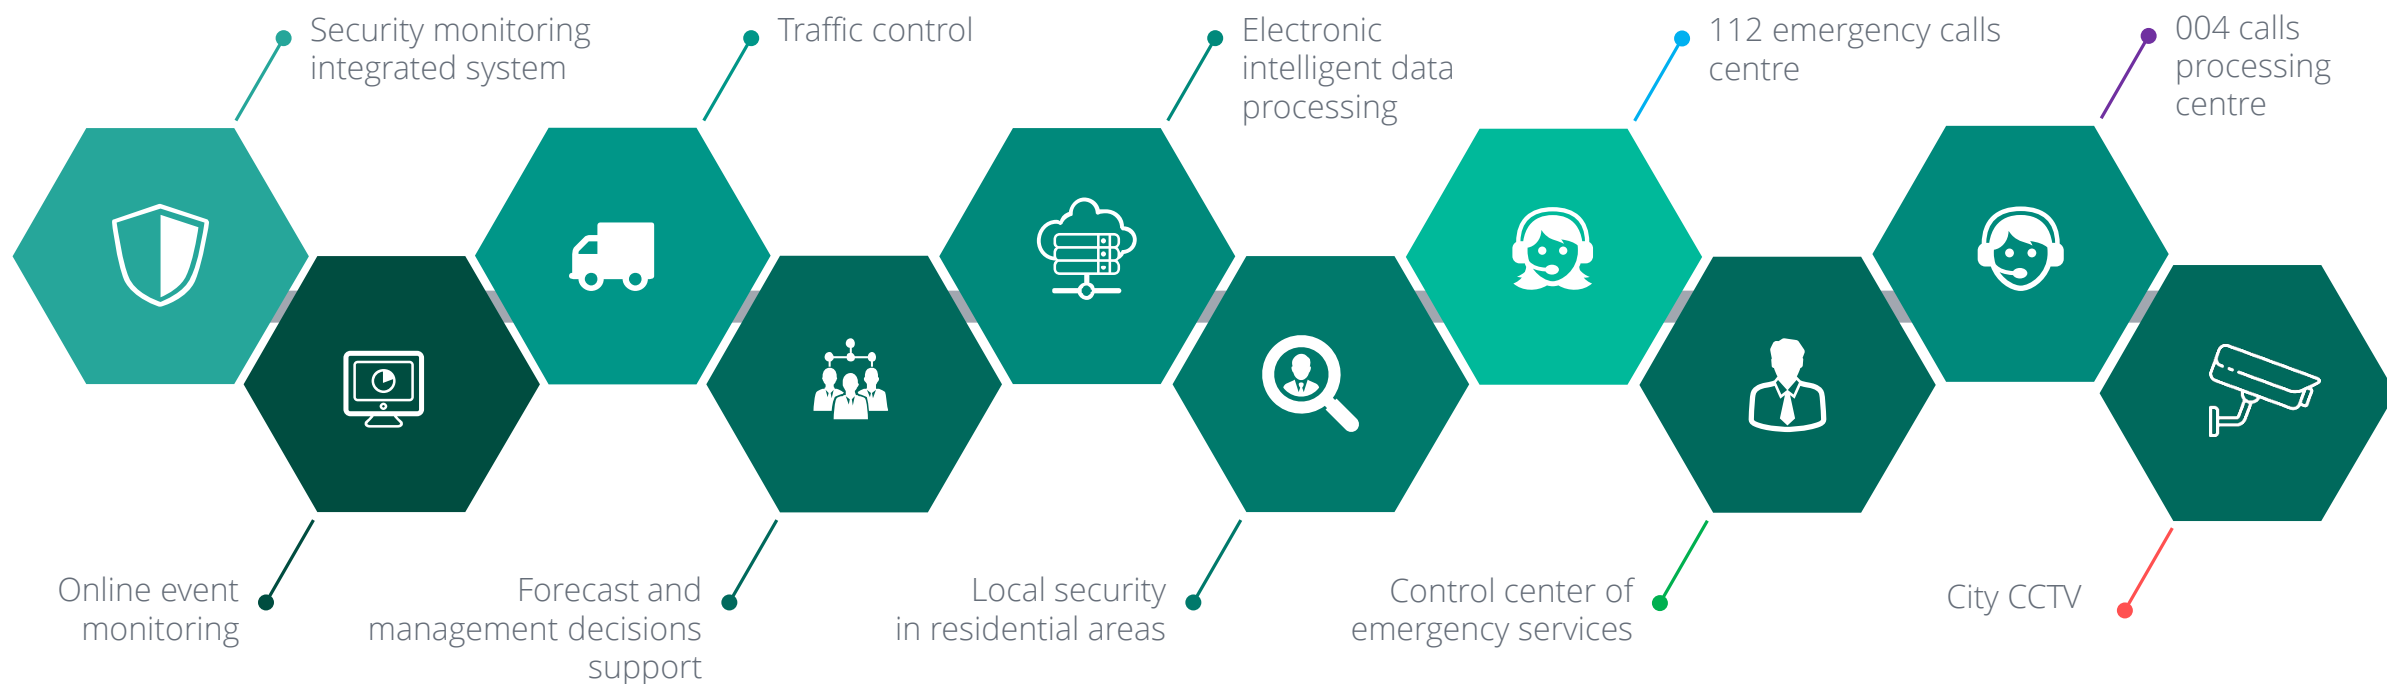 Security monitoring
integrated system
Traffic control
Electronic
intelligent data
processing
112 emergency calls
centre
004 calls
processing
centre
Online event
monitoring
Forecast and
management decisions
support
Local security
in residential areas
Control center of
emergency services
City CCTV